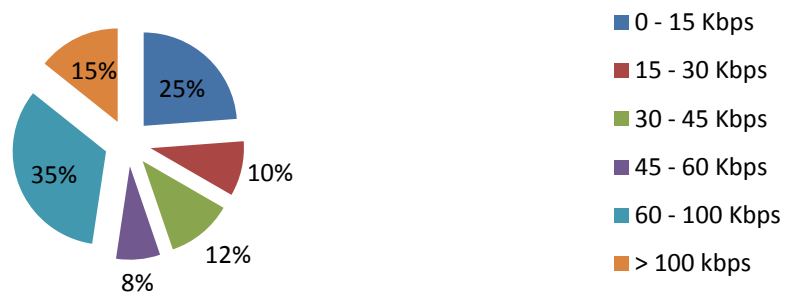 25%
10%
12%
8%
35%
15%
0 - 15 Kbps
15 - 30 Kbps
30 - 45 Kbps
45 - 60 Kbps
60 - 100 Kbps
> 100 kbps